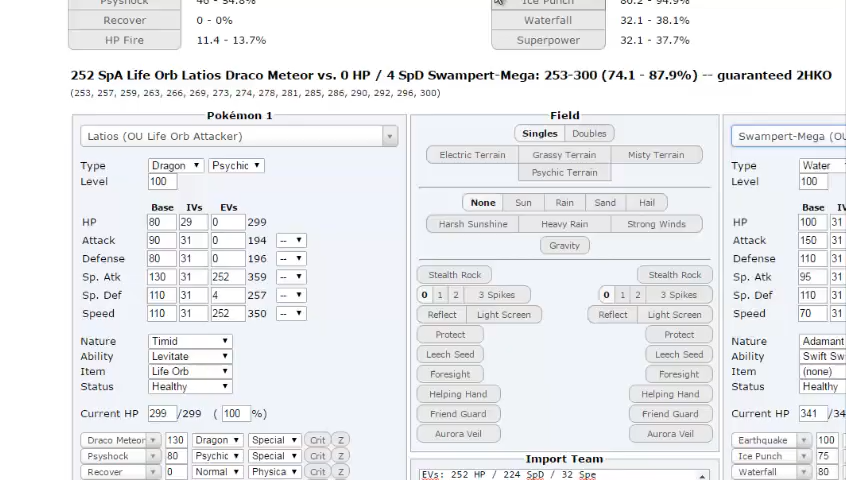 Psyshock 46 - 54.8% Ice Punch 80.2 - 94.9%
Recover 0 - 0% Waterfall 32.1 - 38.1%
HP Fire 11.4 - 13.7% Superpower 32.1 - 37.7%
252 SpA Life Orb Latios Draco Meteor vs. 0 HP / 4 SpD Swampert-Mega: 253-300 (74.1 - 87.9%) -- guaranteed 2HKO
(253, 257, 259, 263, 266, 269, 273, 274, 278, 281, 285, 286, 290, 292, 296, 300)
Pokémon 1 Field
Latios (OU Life Orb Attacker) Singles Doubles Swampert-Mega (OU
Type Dragon Psychic Electric Terrain Grassy Terrain Misty Terrain Type Water
Level 100 Psychic Terrain Level 100
Base IVs EVs None Sun Rain Sand Hail Base IV
HP 80 29 0 299 Harsh Sunshine Heavy Rain Strong Winds HP 100 31
Attack 90 31 0 194 -- Gravity Attack 150 31
Defense 80 31 0 196 -- Defense 110 31
Sp. Atk 130 31 252 359 -- Stealth Rock Stealth Rock Sp. Atk 95 31
Sp. Def 110 31 4 257 -- 0 1 2 3 Spikes 0 1 2 3 Spikes Sp. Def 110 31
Speed 110 31 252 350 -- Reflect Light Screen Reflect Light Screen Speed 70 31
Protect Protect
Nature Timid Nature Adamant
Ability Levitate Leech Seed Leech Seed Ability Swift Sw
Item Life Orb Foresight Foresight Item (none)
Status Healthy Helping Hand Helping Hand Status Healthy
Current HP 299 /299 ( 100 %) Friend Guard Friend Guard Current HP 341 /34
Aurora Veil Aurora Veil
Draco Meteor 130 Dragon Special Crit Z Earthquake 100
Psyshock 80 Psychic Special Crit Z Import Team Ice Punch 75
Recover 0 Normal Physica Crit Z EVs: 252 HP / 224 SpD / 32 Spe Waterfall 80